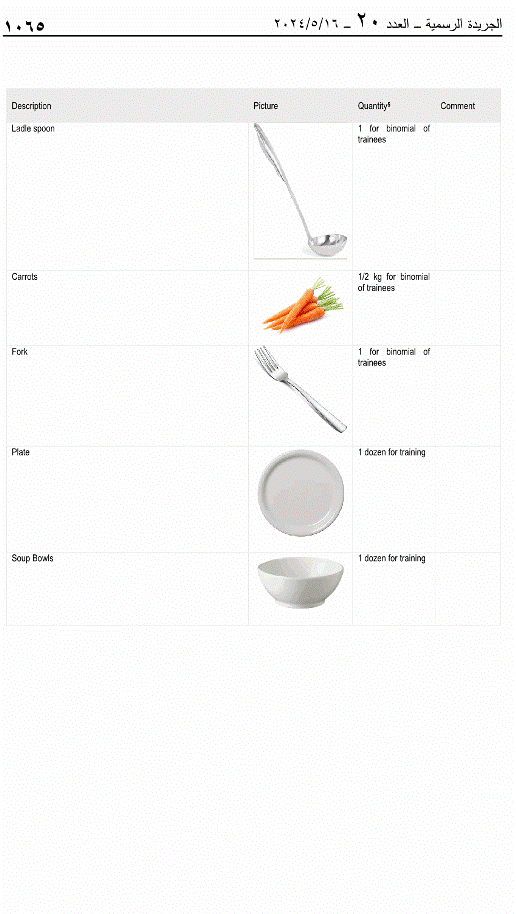 الجريدة الرسمية ــ العدد ٢٠ ــ ٢٠٢٤/٥/١٦
١٠٦٥
Description Picture Quantity§ Comment
Ladle spoon
1 for binomial of
trainees
Carrots
1/2 kg for binomial
of trainees
Fork
1 for binomial of
trainees
Plate
1 dozen for training
Soup Bowls
1 dozen for training